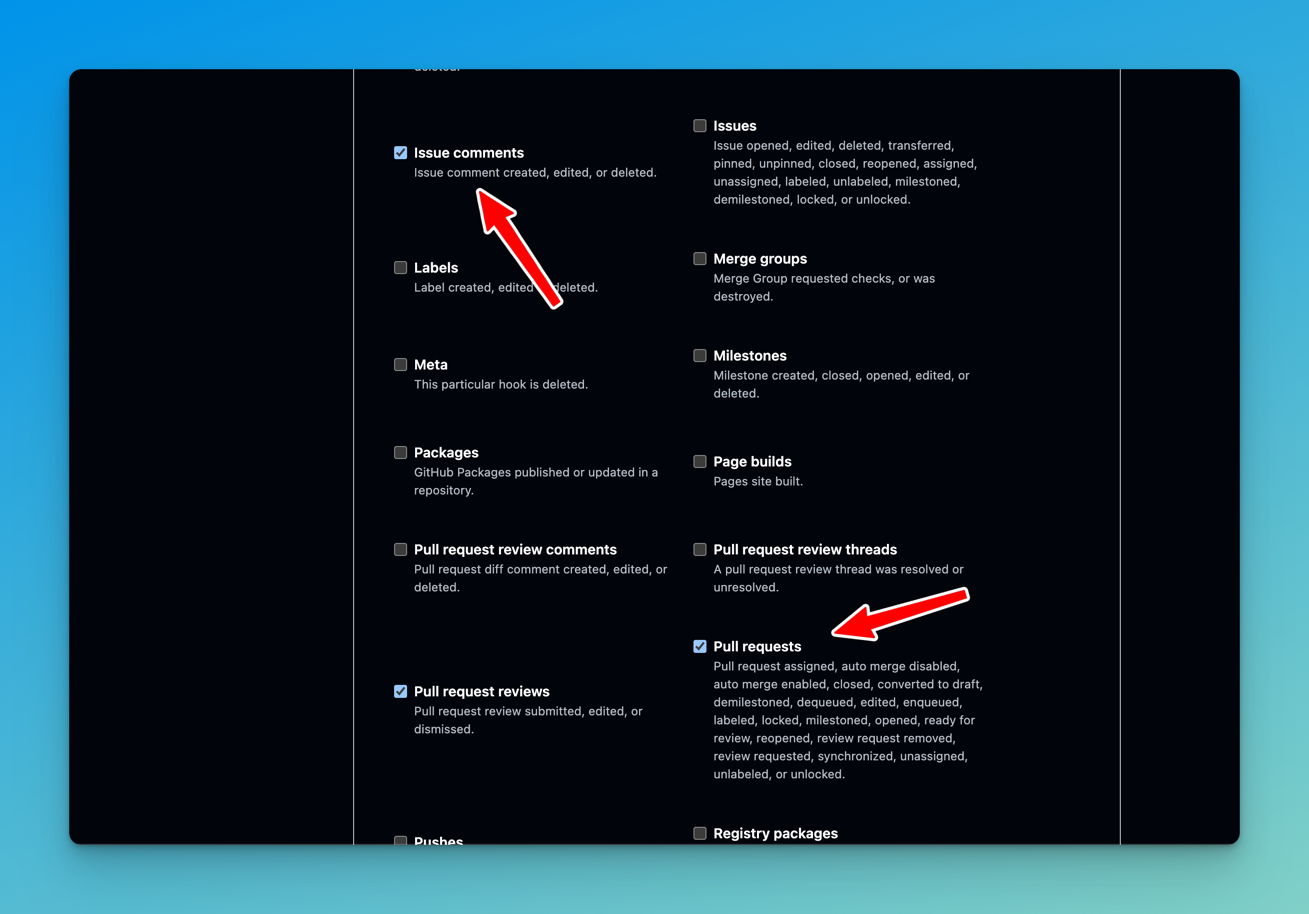 deleted.
Issue comments
Issue comment created, edited, or deleted.
Issues
Issue opened, edited, deleted, transferred,
pinned, unpinned, closed, reopened, assigned,
unassigned, labeled, unlabeled, milestoned,
demilestoned, locked, or unlocked.
Labels
Label created, edited deleted.
Merge groups
Merge Group requested checks, or was
destroyed.
Meta
This particular hook is deleted.
Milestones
Milestone created, closed, opened, edited, or
deleted.
Packages
GitHub Packages published or updated in a
repository.
Page builds
Pages site built.
Pull request review comments
Pull request diff comment created, edited, or
deleted.
Pull request review threads
A pull request review thread was resolved or
unresolved.
Pull request reviews
Pull request review submitted, edited, or
dismissed.
Pull requests
Pull request assigned, auto merge disabled,
auto merge enabled, closed, converted to draft,
demilestoned, dequeued, edited, enqueued,
labeled, locked, milestoned, opened, ready for
review, reopened, review request removed,
review requested, synchronized, unassigned,
unlabeled, or unlocked.
Pushes
Registry packages